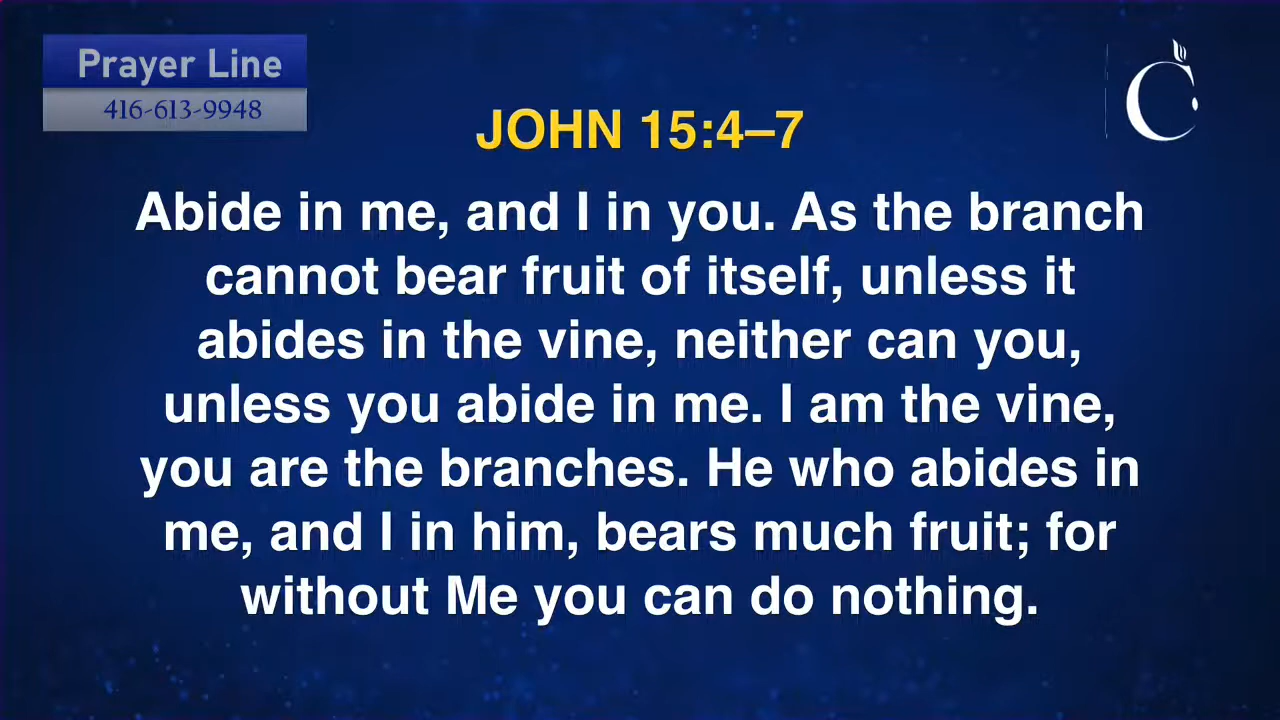 Prayer Line
416-613-9948
C
JOHN 15:4–7
Abide in me, and I in you. As the branch
cannot bear fruit of itself, unless it
abides in the vine, neither can you,
unless you abide in me. I am the vine,
you are the branches. He who abides in
me, and I in him, bears much fruit; for
without Me you can do nothing.